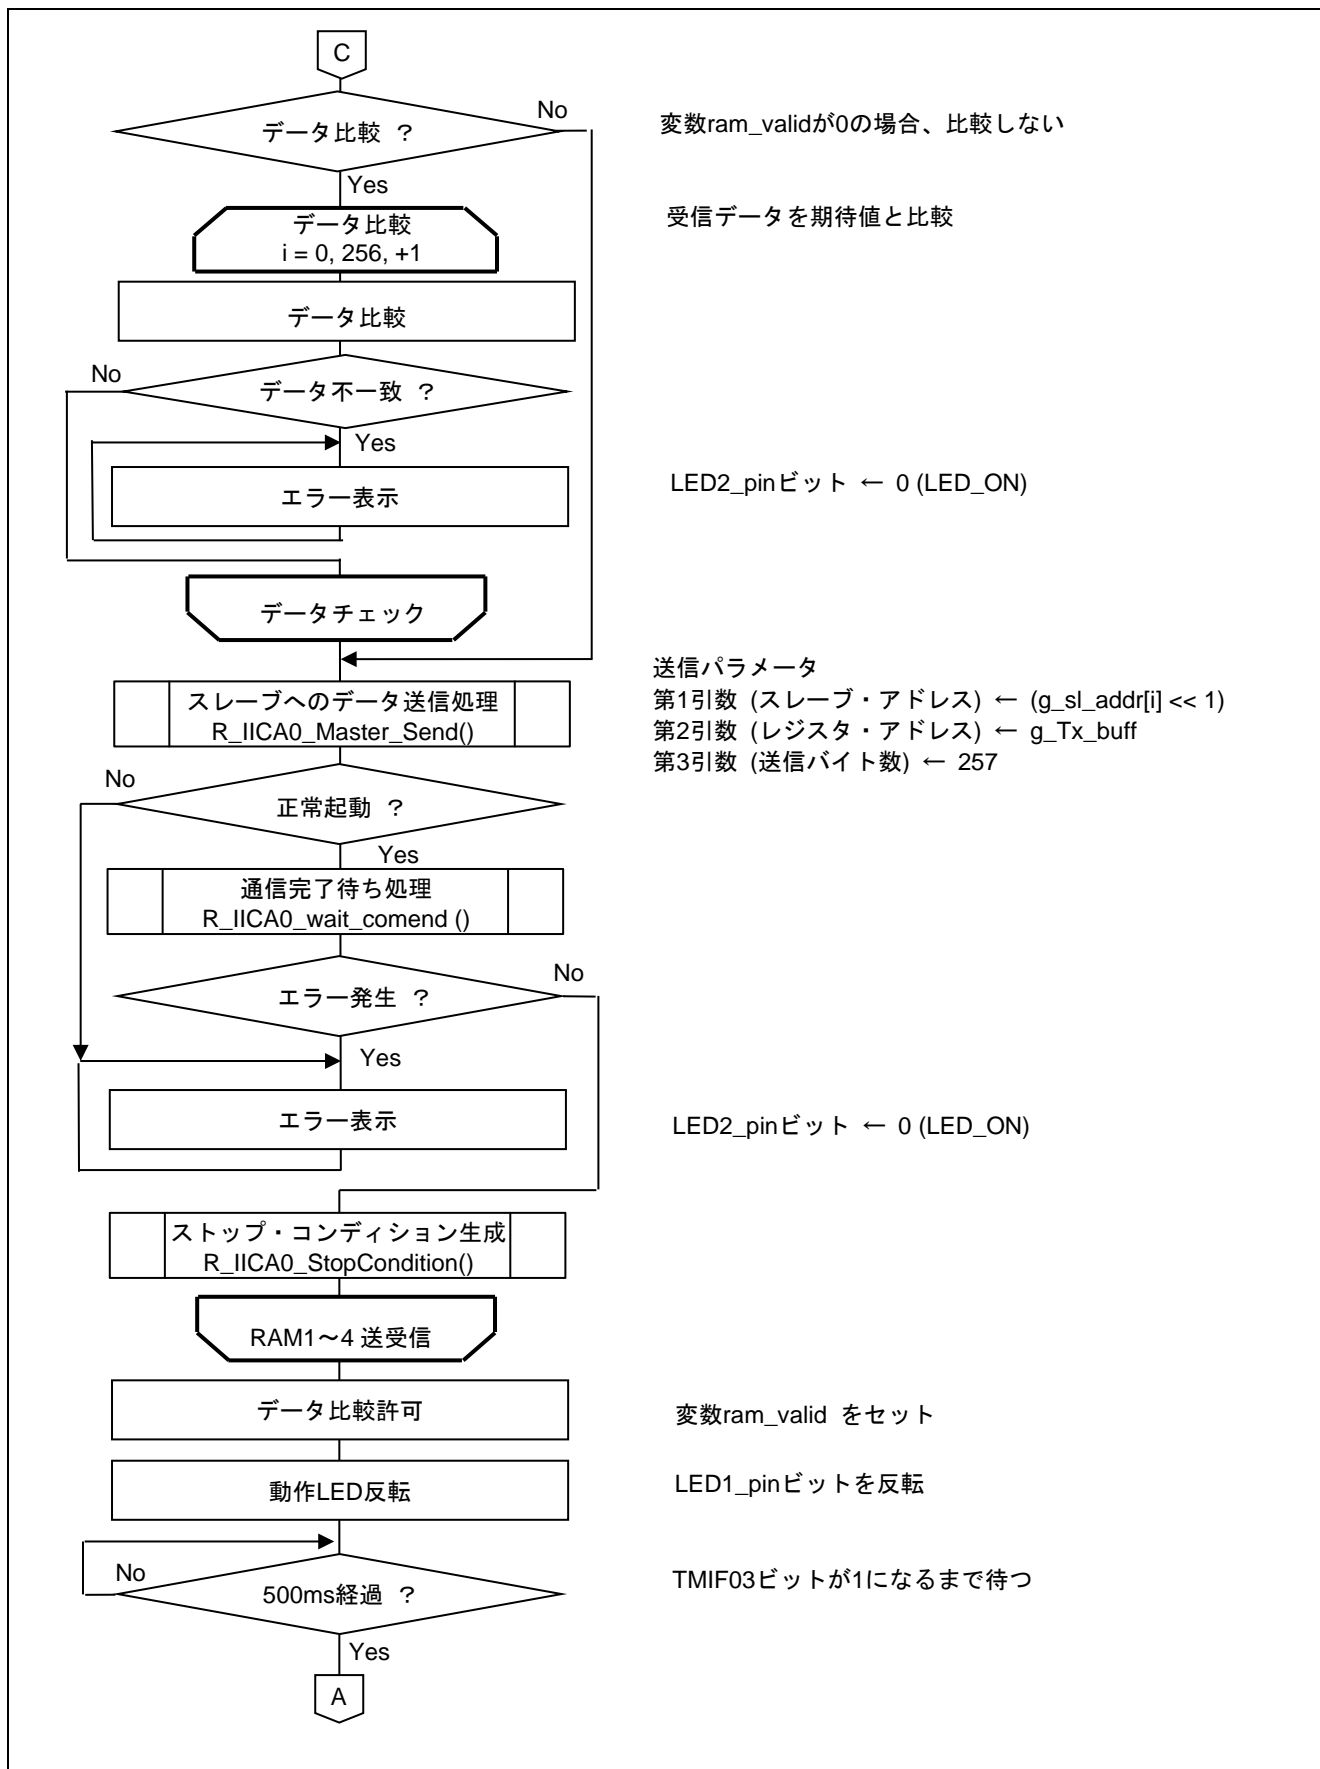 C
データ比較 ？
No
変数ram_validが0の場合、比較しない
Yes
データ比較
i = 0, 256, +1
受信データを期待値と比較
データ比較
No
データ不一致 ？
Yes
エラー表示
LED2_pinビット ← 0 (LED_ON)
データチェック
スレーブへのデータ送信処理
R_IICA0_Master_Send()
送信パラメータ
第1引数 (スレーブ・アドレス) ← (g_sl_addr[i] << 1)
第2引数 (レジスタ・アドレス) ← g_Tx_buff
第3引数 (送信バイト数) ← 257
No
正常起動 ？
Yes
通信完了待ち処理
R_IICA0_wait_comend ()
No
エラー発生 ？
Yes
エラー表示
LED2_pinビット ← 0 (LED_ON)
ストップ・コンディション生成
R_IICA0_StopCondition()
RAM1～4 送受信
データ比較許可
変数ram_valid をセット
動作LED反転
LED1_pinビットを反転
No
500ms経過 ？
TMIF03ビットが1になるまで待つ
Yes
A